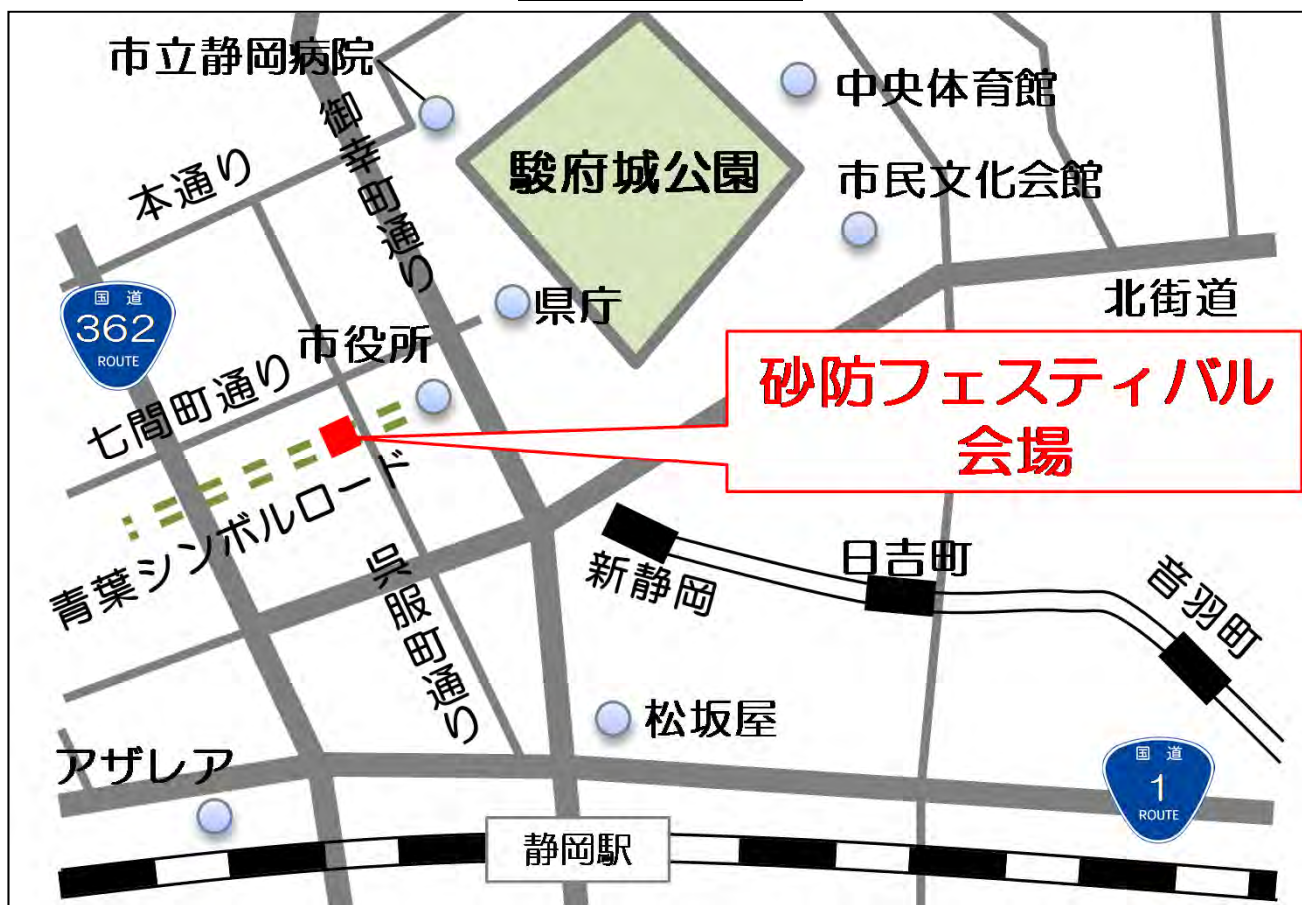 市立静岡病院
御幸町通り
中央体育館
駿府城公園
本通り
市民文化会館
国道
362
ROUTE
県庁
北街道
市役所
七間町通り
砂防フェスティバル
会場
青葉シンボルロード
新静岡
日吉町
音羽町
呉服町通り
松坂屋
アザレア
国道
1
ROUTE
静岡駅